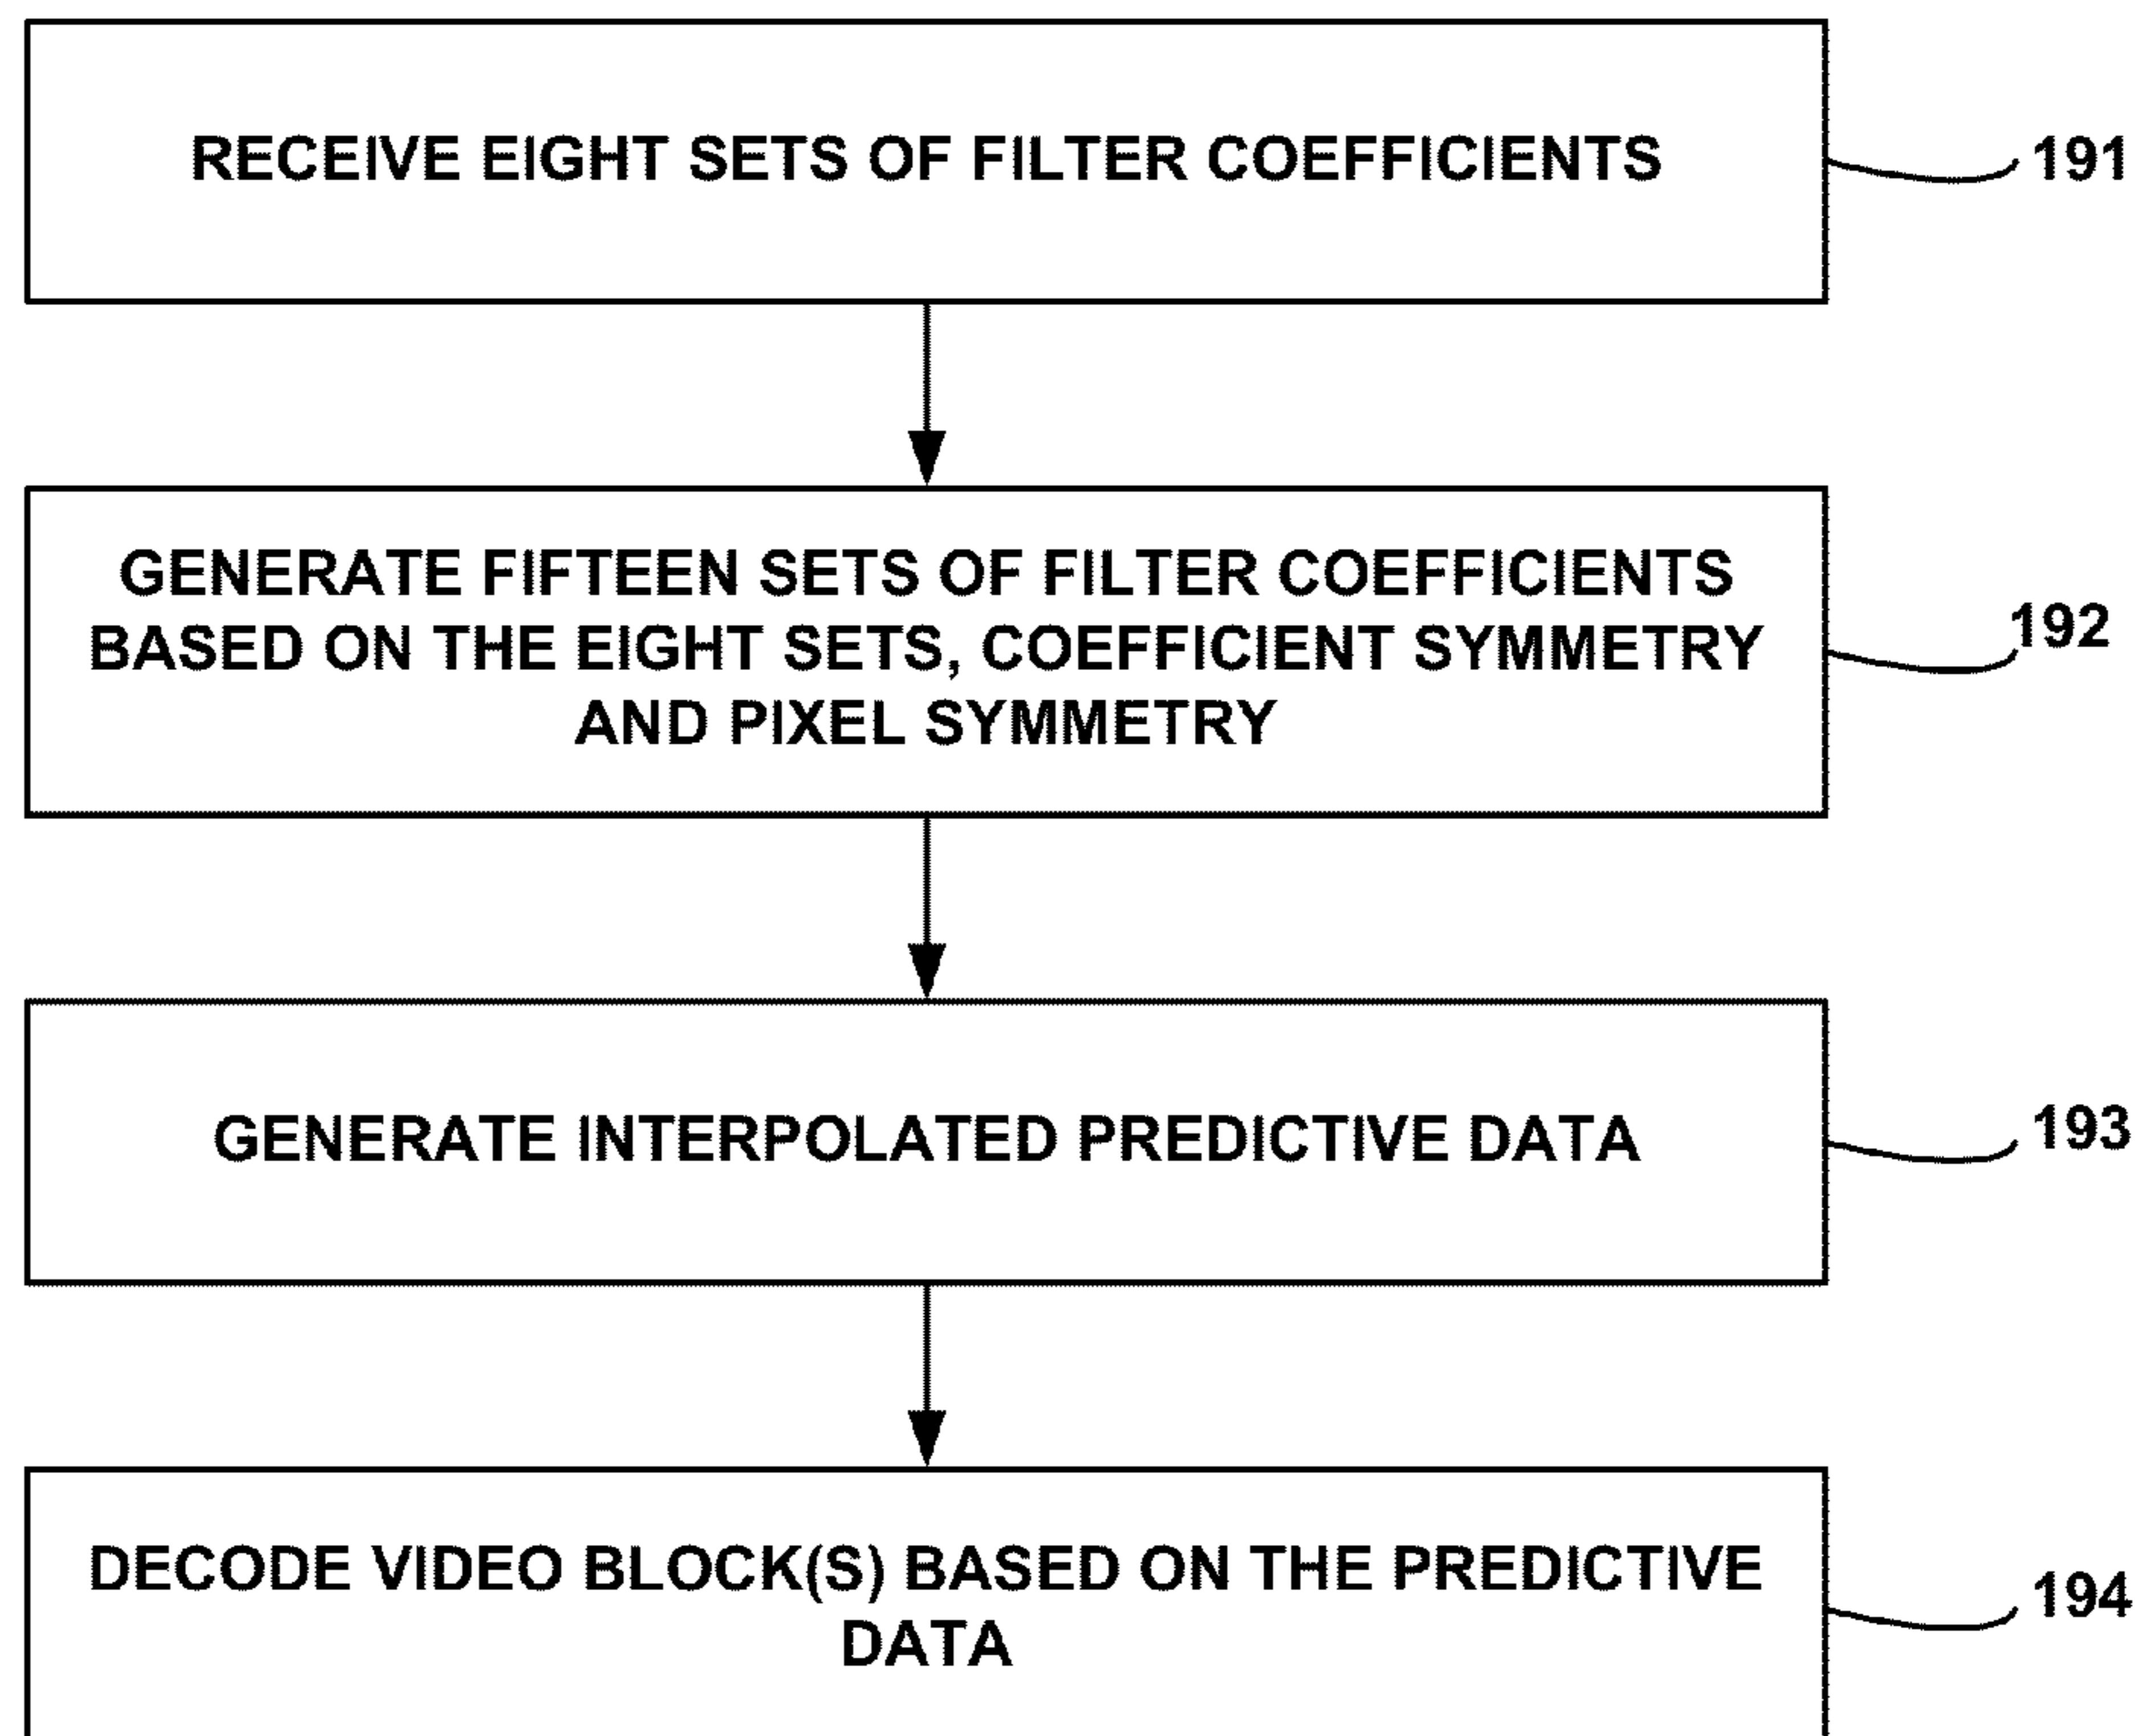 RECEIVE EIGHT SETS OF FILTER COEFFICIENTS
191
GENERATE FIFTEEN SETS OF FILTER COEFFICIENTS
BASED ON THE EIGHT SETS, COEFFICIENT SYMMETRY
AND PIXEL SYMMETRY
192
GENERATE INTERPOLATED PREDICTIVE DATA
193
DECODE VIDEO BLOCK(S) BASED ON THE PREDICTIVE
DATA
194